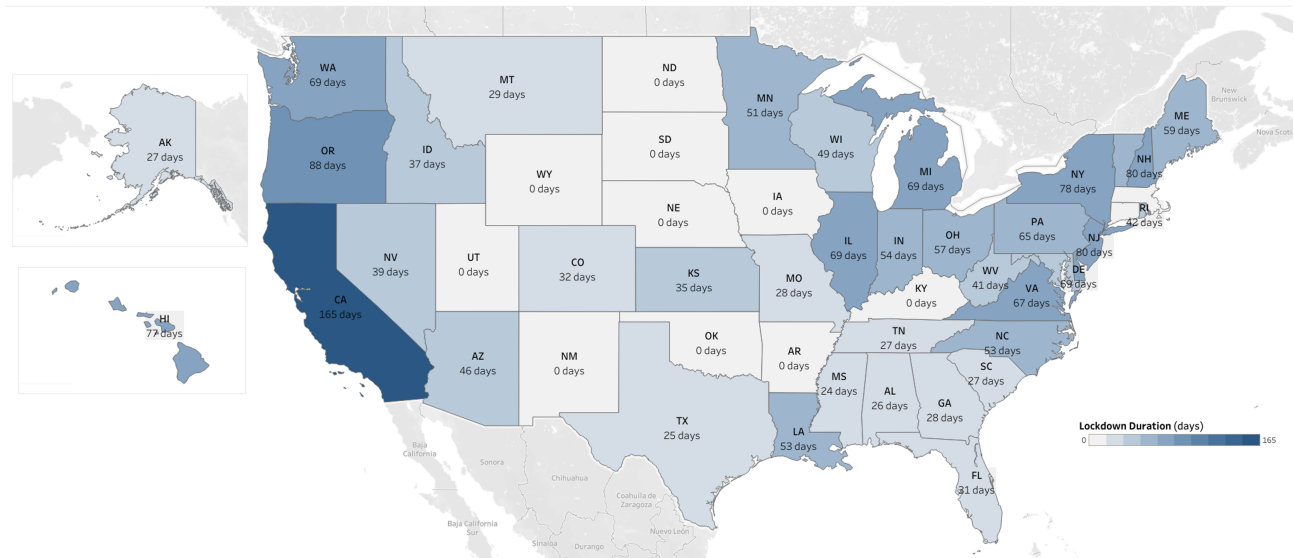 WA
69 days
MT
29 days
ND
0 days
MN
51 days
ME
59 days
New
Brunswick
Nova Scoti
AK
27 days
OR
88 days
ID
37 days
SD
0 days
WI
49 days
MI
69 days
NY
78 days
NH
80 days
WY
0 days
IA
0 days
NE
0 days
RI
42 days
PA
65 days
NJ
80 days
NV
39 days
UT
0 days
CO
32 days
KS
35 days
MO
28 days
IL
69 days
IN
54 days
OH
57 days
WV
41 days
DE
69 days
VA
67 days
KY
0 days
CA
165 days
HI
77 days
AZ
46 days
NM
0 days
OK
0 days
AR
0 days
TN
27 days
NC
53 days
SC
27 days
MS
24 days
AL
26 days
GA
28 days
TX
25 days
LA
53 days
FL
31 days
Lockdown Duration (days)
0
165
Baja
California
Sonora
Chihuahua
Coahuila de
Zaragoza
Baja California
Sur
Nuevo León
Sinaloa
Durango